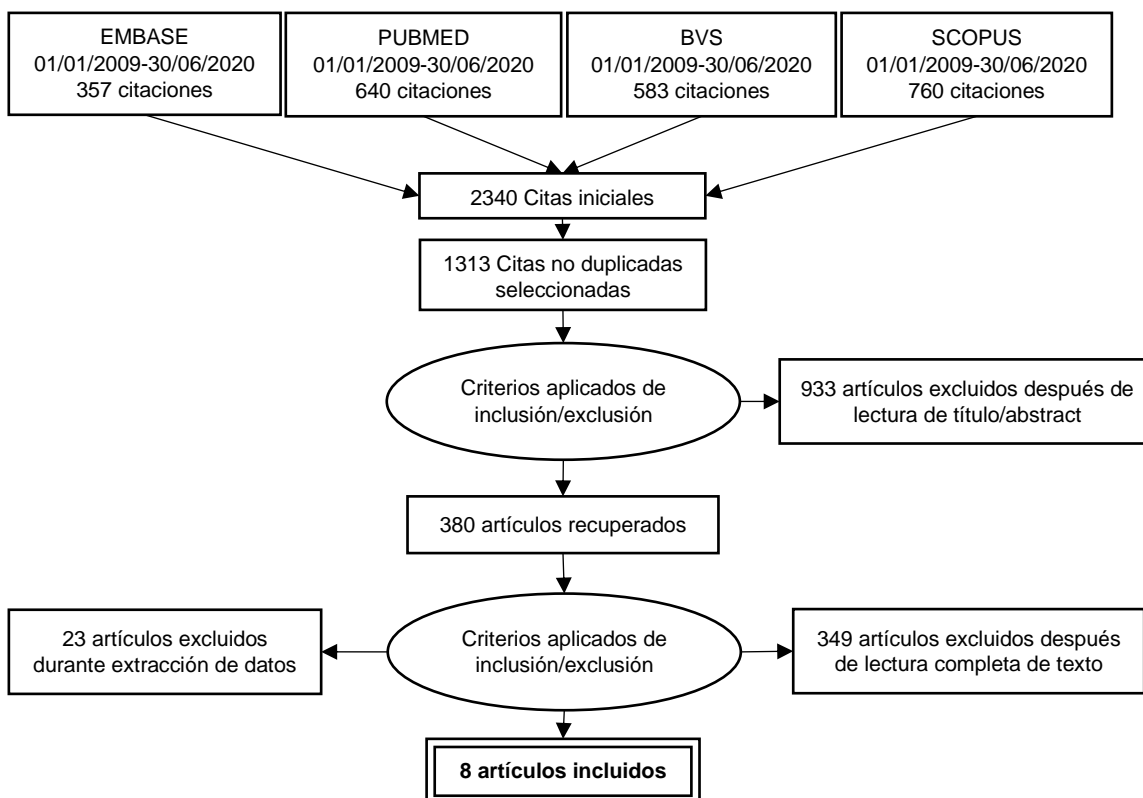 EMBASE
01/01/2009-30/06/2020
357 citaciones
PUBMED
01/01/2009-30/06/2020
640 citaciones
BVS
01/01/2009-30/06/2020
583 citaciones
SCOPUS
01/01/2009-30/06/2020
760 citaciones
2340 Citas iniciales
1313 Citas no duplicadas
seleccionadas
Criterios aplicados de
inclusión/exclusión
933 artículos excluidos después de
lectura de título/abstract
380 artículos recuperados
23 artículos excluidos
durante extracción de datos
Criterios aplicados de
inclusión/exclusión
349 artículos excluidos después
de lectura completa de texto
8 artículos incluidos